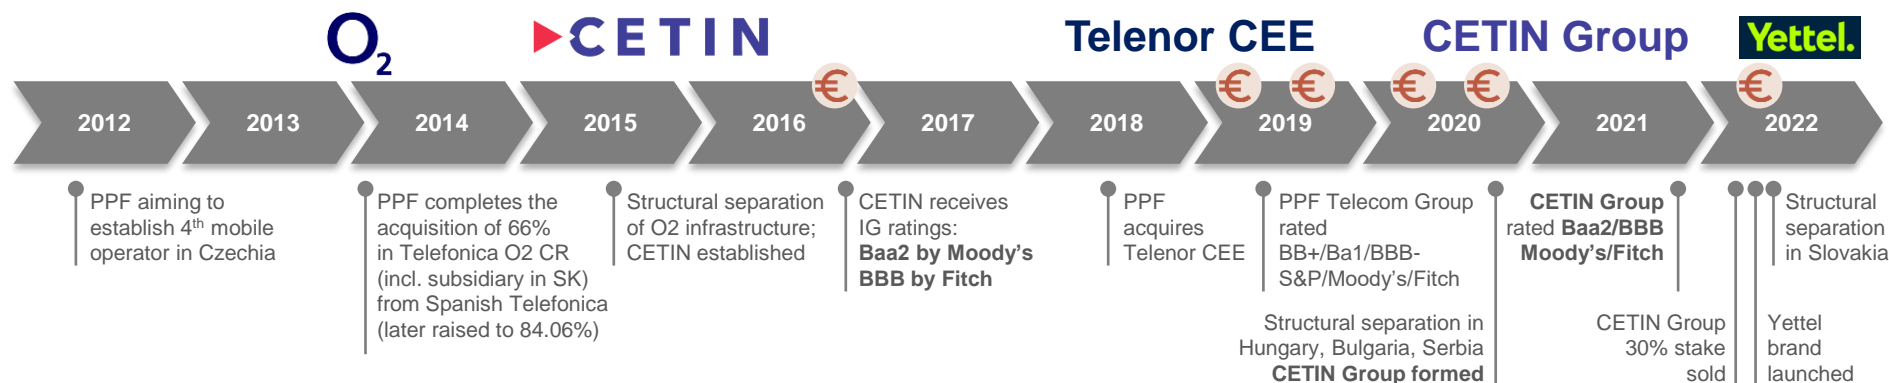 O2
CETIN
Telenor CEE
CETIN Group
Yettel.
€
€
€
€
€
€
2012
2013
2014
2015
2016
2017
2018
2019
2020
2021
2022
PPF aiming to
establish 4th mobile
operator in Czechia
PPF completes the
acquisition of 66%
in Telefonica O2 CR
(incl. subsidiary in SK)
from Spanish Telefonica
(later raised to 84.06%)
Structural separation
of O2 infrastructure;
CETIN established
CETIN receives
IG ratings:
Baa2 by Moody's
BBB by Fitch
PPF
acquires
Telenor CEE
PPF Telecom Group
rated
BB+/Ba1/BBB-
S&P/Moody's/Fitch
Structural separation in
Hungary, Bulgaria, Serbia
CETIN Group formed
CETIN Group
rated Baa2/BBB
Moody's/Fitch
CETIN Group
30% stake
sold
Yettel
brand
launched
Structural
separation
in Slovakia